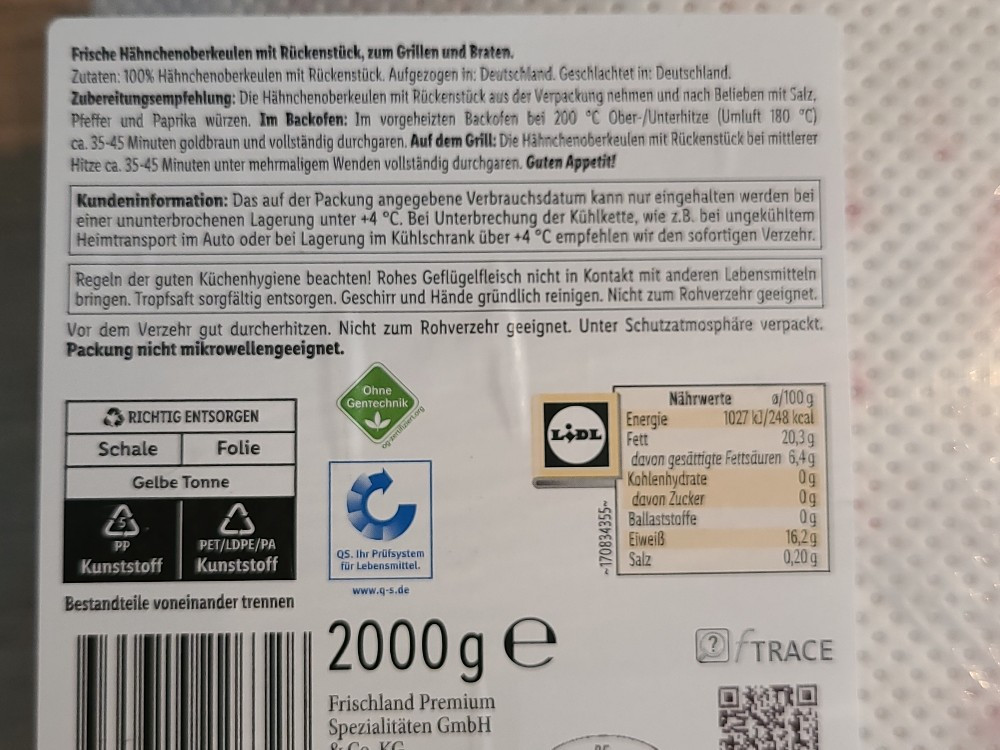 Frische Hähnchenoberkeulen mit Rückenstück, zum Grillen und Braten.
Zutaten: 100% Hähnchenoberkeulen mit Rückenstück. Aufgezogen in: Deutschland. Geschlachtet in: Deutschland.
Zubereitungsempfehlung: Die Hähnchenoberkeulen mit Rückenstück aus der Verpackung nehmen und nach Belieben mit Salz,
Pfeffer und Paprika würzen. Im Backofen: Im vorgeheizten Backofen bei 200 °C Ober-/Unterhitze (Umluft 180 °C)
ca. 35-45 Minuten goldbraun und vollständig durchgaren. Auf dem Grill: Die Hähnchenoberkeulen mit Rückenstück bei mittlerer
Hitze ca. 35-45 Minuten unter mehrmaligem Wenden vollständig durchgaren. Guten Appetit!
Kundeninformation: Das auf der Packung angegebene Verbrauchsdatum kann nur eingehalten werden bei
einer ununterbrochenen Lagerung unter +4 °C. Bei Unterbrechung der Kühlkette, wie z.B. bei ungekühltem
Heimtransport im Auto oder bei Lagerung im Kühlschrank über +4 °C empfehlen wir den sofortigen Verzehr.
Regeln der guten Küchenhygiene beachten! Rohes Geflügelfleisch nicht in Kontakt mit anderen Lebensmitteln
bringen. Tropfsaft sorgfältig entsorgen. Geschirr und Hände gründlich reinigen. Nicht zum Rohverzehr geeignet.
Vor dem Verzehr gut durcherhitzen. Nicht zum Rohverzehr geeignet. Unter Schutzatmosphäre verpackt.
Packung nicht mikrowellengeeignet.
RICHTIG ENTSORGEN
Schale Folie
Gelbe Tonne
5
PP PET/LDPE/PA
Kunststoff Kunststoff
Bestandteile voneinander trennen
Ohne
GenTechnik
QS. Ihr Prüfsystem
für Lebensmittel.
www.q-s.de
LIDL
~170834355~
Nährwerte ø/100 g
Energie 1027 kJ/248 kcal
Fett 20,3 g
davon gesättigte Fettsäuren 6,4 g
Kohlenhydrate 0 g
davon Zucker 0 g
Ballaststoffe 0 g
Eiweiß 16,2 g
Salz 0,20 g
2000 g e
? fTRACE
Frischland Premium
Spezialitäten GmbH
& Co. KG
DE